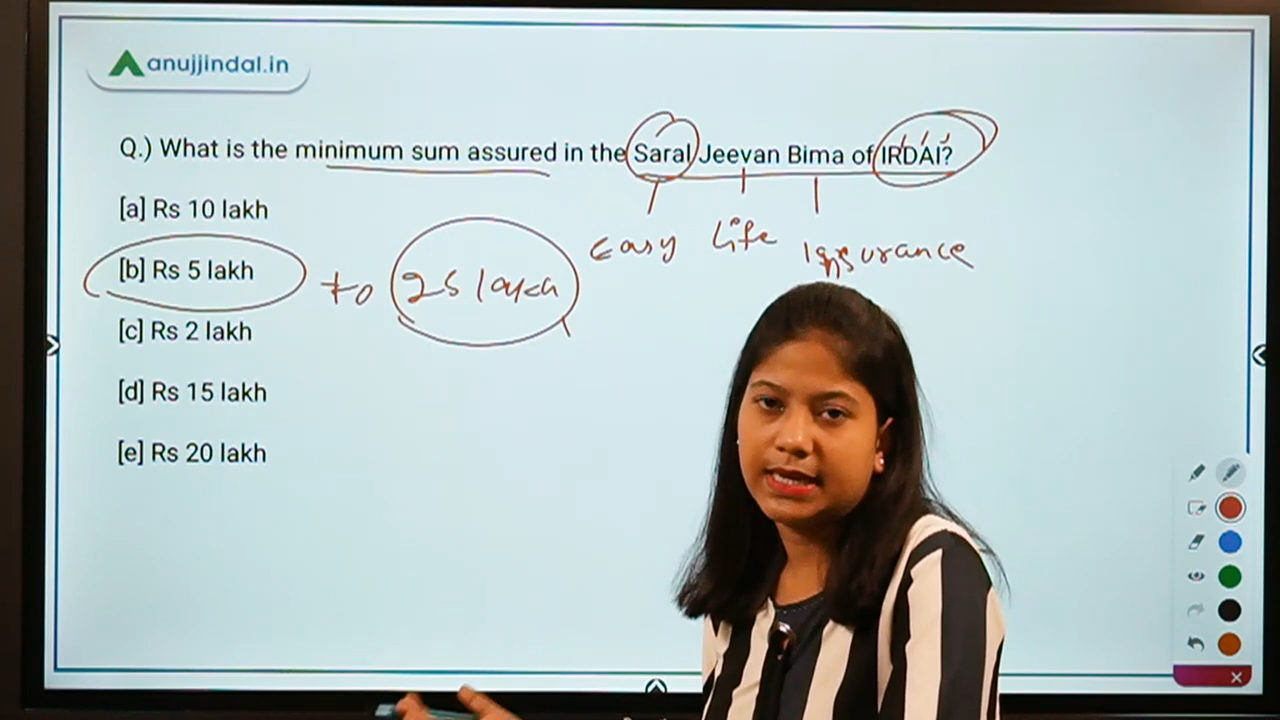 anujjindal.in
Q.) What is the minimum sum assured in the Saral Jeevan Bima of IRDAI?
[a] Rs 10 lakh
easy life Insurance
[b] Rs 5 lakh to 25 lakh
[c] Rs 2 lakh
[d] Rs 15 lakh
[e] Rs 20 lakh